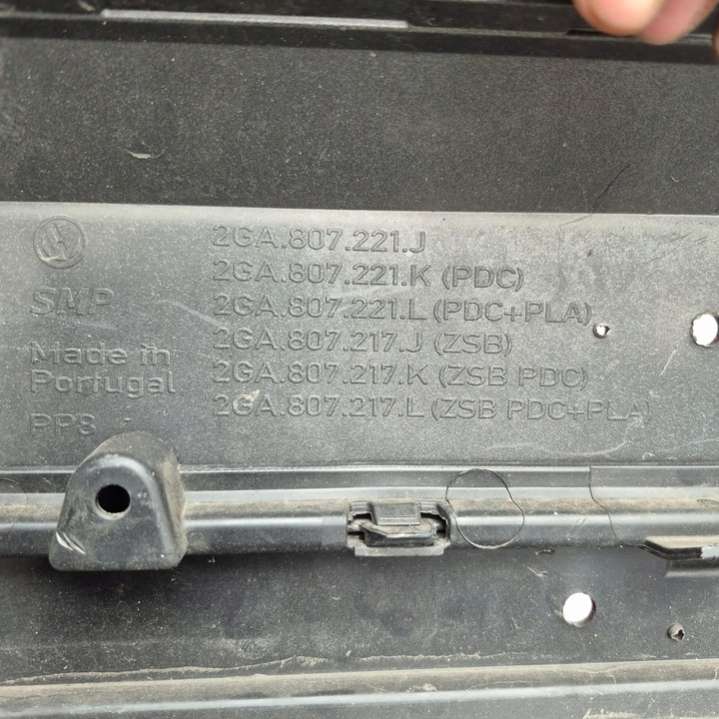 2GA.807.221.J
2GA.807.221.K (PDC)
SMP
2GA.807.221.L (PDC+PLA)
2GA.807.217.J (ZSB)
Made in
Portugal
2GA.807.217.K (ZSB PDC)
2GA.807.217.L (ZSB PDC+PLA)
PP8